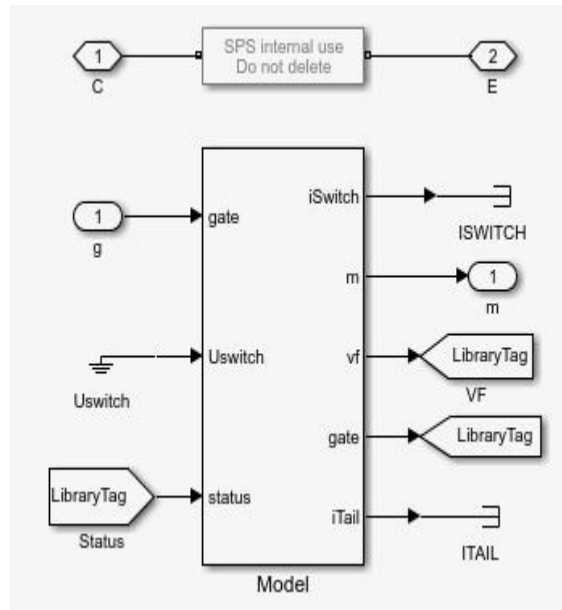 SPS internal use
Do not delete
1
C
2
E
gate
iSwitch
1
g
ISWITCH
m
1
m
Uswitch
vf
LibraryTag
Uswitch
VF
gate
LibraryTag
LibraryTag
status
iTail
Status
ITAIL
Model